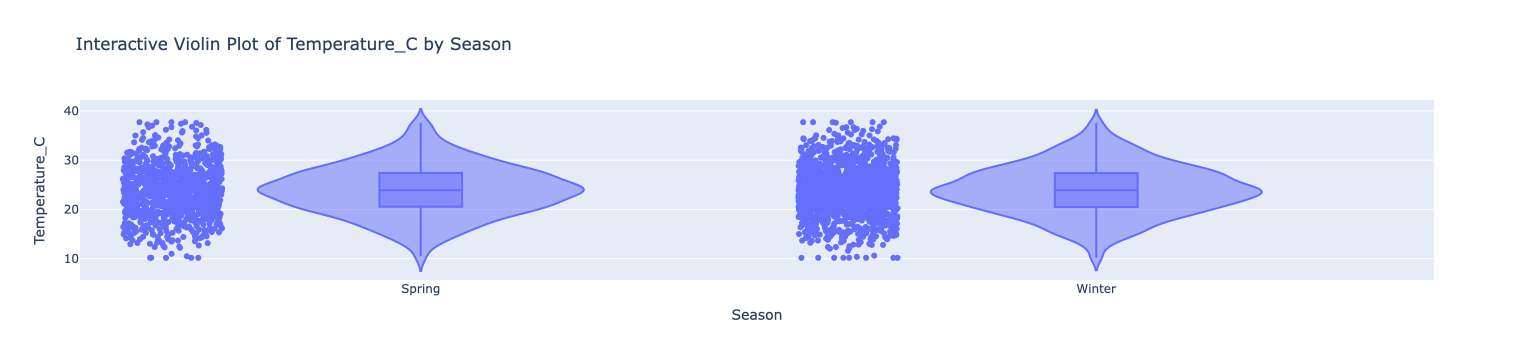 Interactive Violin Plot of Temperature_C by Season
Temperature_C
40
30
20
10
Spring
Winter
Season